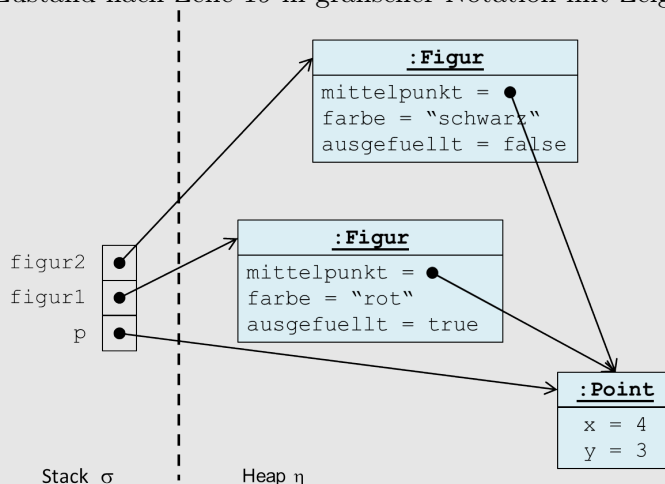 Zustand nach Zeile 19 in grafischer Notation mit Zeig
:Figur
mittelpunkt =
farbe = "schwarz"
ausgefuellt = false
:Figur
mittelpunkt =
farbe = "rot"
ausgefuellt = true
figur2
figur1
p
:Point
x = 4
y = 3
Stack σ
Heap η